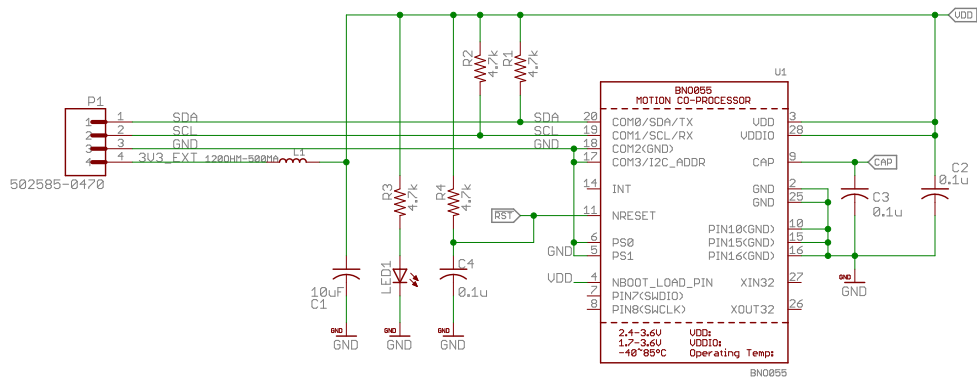 VDD
P1
1
2
3
4
1
2
3
4
SDA
SCL
GND
3V3_EXT
120OHM-500MA
L1
502585-0470
R2
4.7k
R1
4.7k
R3
4.7k
R4
4.7k
LED1
10uF
C1
C4
0.1u
GND
GND
GND
GND
GND
GND
RST
SDA
SCL
GND
GND
VDD
U1
BNO055
MOTION CO-PROCESSOR
20 COM0/SDA/TX VDD 3
19 COM1/SCL/RX VDDIO 28
18 COM2(GND)
17 COM3/I2C_ADDR CAP 9
14 INT GND 2
GND 25
11 NRESET
PIN10(GND) 10
6 PS0 PIN15(GND) 15
5 PS1 PIN16(GND) 16
4 NBOOT_LOAD_PIN XIN32 27
7 PIN7(SWDIO)
8 PIN8(SWCLK) XOUT32 26
2.4-3.6V VDD:
1.7-3.6V VDDIO:
-40~85°C Operating Temp:
BNO055
CAP
C3
0.1u
C2
0.1u
GND
GND